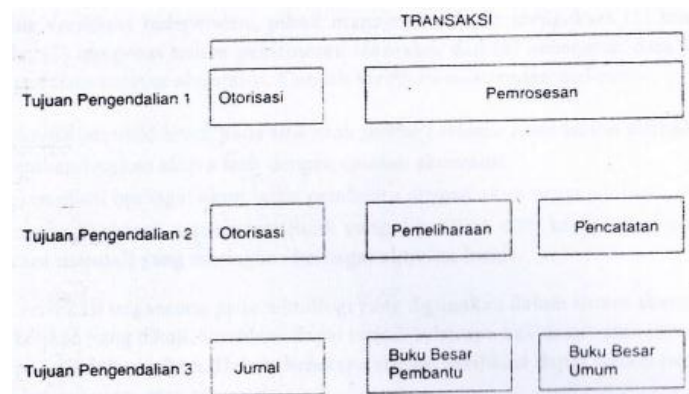 TRANSAKSI
Tujuan Pengendalian 1 Otorisasi Pemrosesan
Tujuan Pengendalian 2 Otorisasi Pemeliharaan Pencatatan
Tujuan Pengendalian 3 Jurnal Buku Besar Pembantu Buku Besar Umum